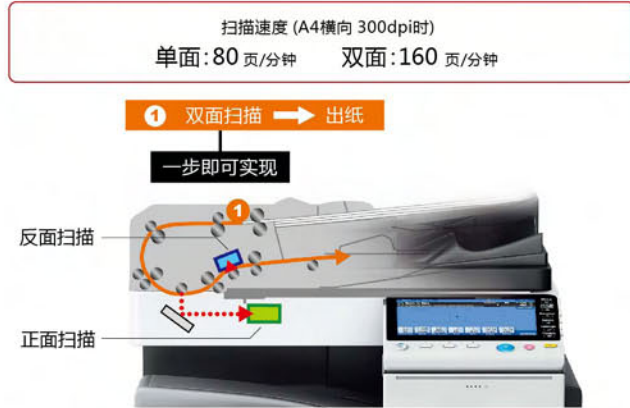 扫描速度 (A4横向 300dpi时)
单面:80 页/分钟 双面:160 页/分钟
1 双面扫描 出纸
一步即可实现
1
反面扫描
正面扫描